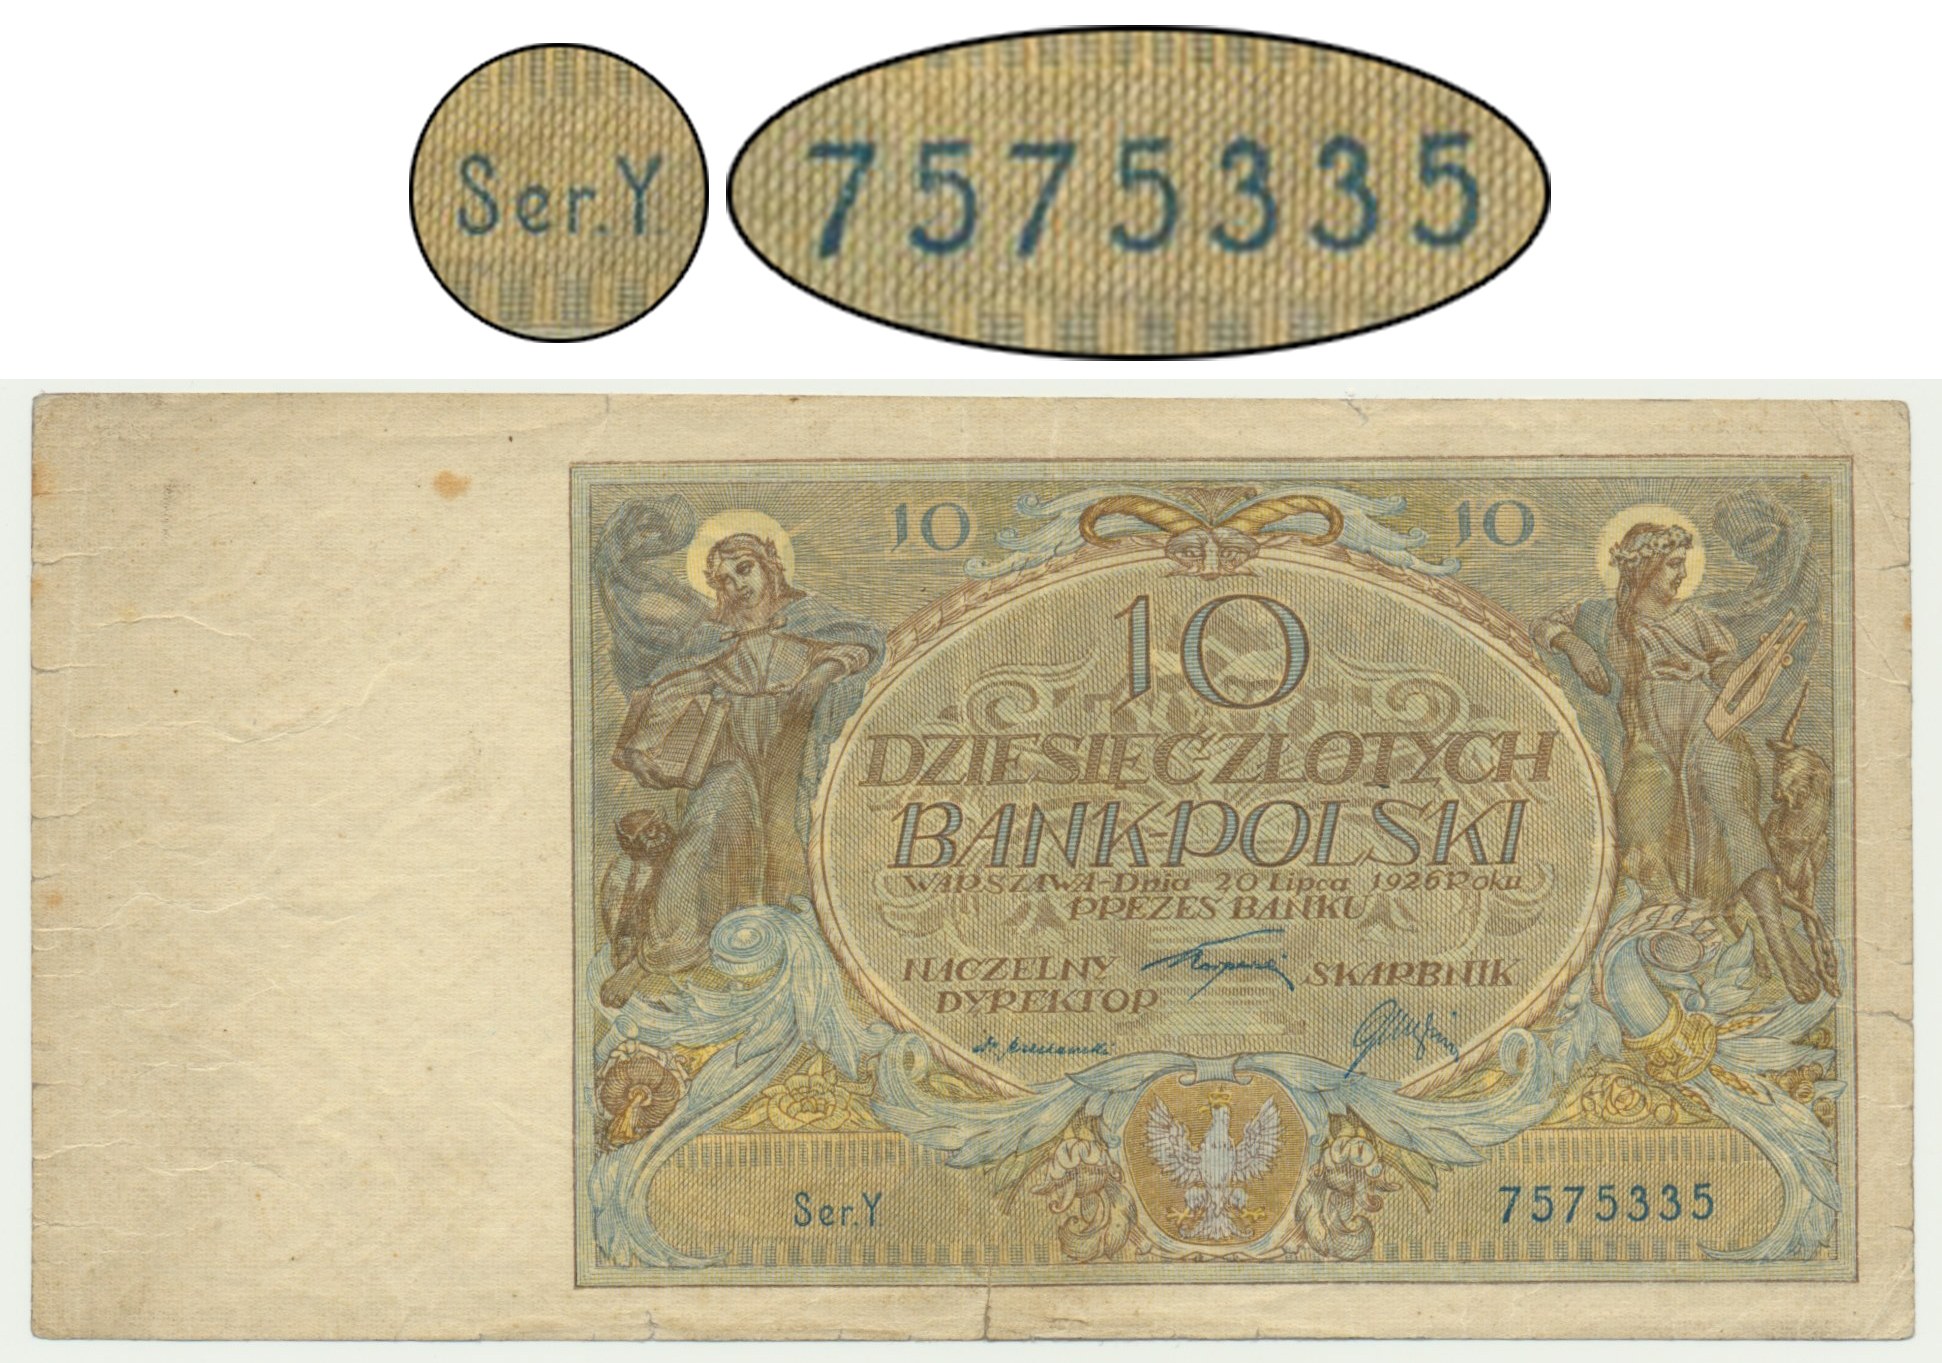 Ser. Y
7575335
10
10
10
DZIESIĘĆ-ZŁOTYCH
BANK-POLSKI
WARSZAWA-Dnia 20 Lipca 1926 Roku
PREZES BANKU
NACZELNY
DYREKTOR
SKARBNIK
Ser. Y
7575335